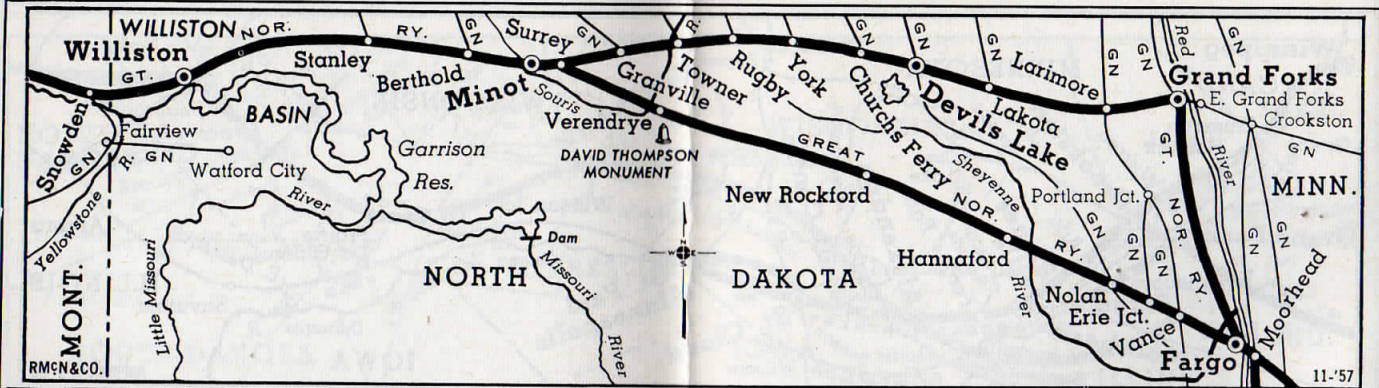 WILLISTON
NOR.
RY.
Williston
GT.
Stanley
GN
Surrey
GN
R.
Berthold
Minot
Souris
Granville
Towner
Rugby
York
GN
Churchs Ferry
GN
Devils Lake
GN
Larimore
Lakota
GN
GN
Red
River
GN
Grand Forks
E. Grand Forks
Crookston
GN
MINN.
Snowden
GN
Fairview
R.
GN
Watford City
Yellowstone
BASIN
Garrison
Res.
River
Little Missouri
Dam
Missouri
River
Verendrye
DAVID THOMPSON
MONUMENT
GREAT
NOR.
RY.
New Rockford
Sheyenne
River
Hannaford
Portland Jct.
GN
GN
GN
GT
NOR.
RY.
GN
GN
Nolan
Erie Jct.
Vance
Fargo
Moorhead
MONT.
NORTH
DAKOTA
RMCN&CO.
11-'57